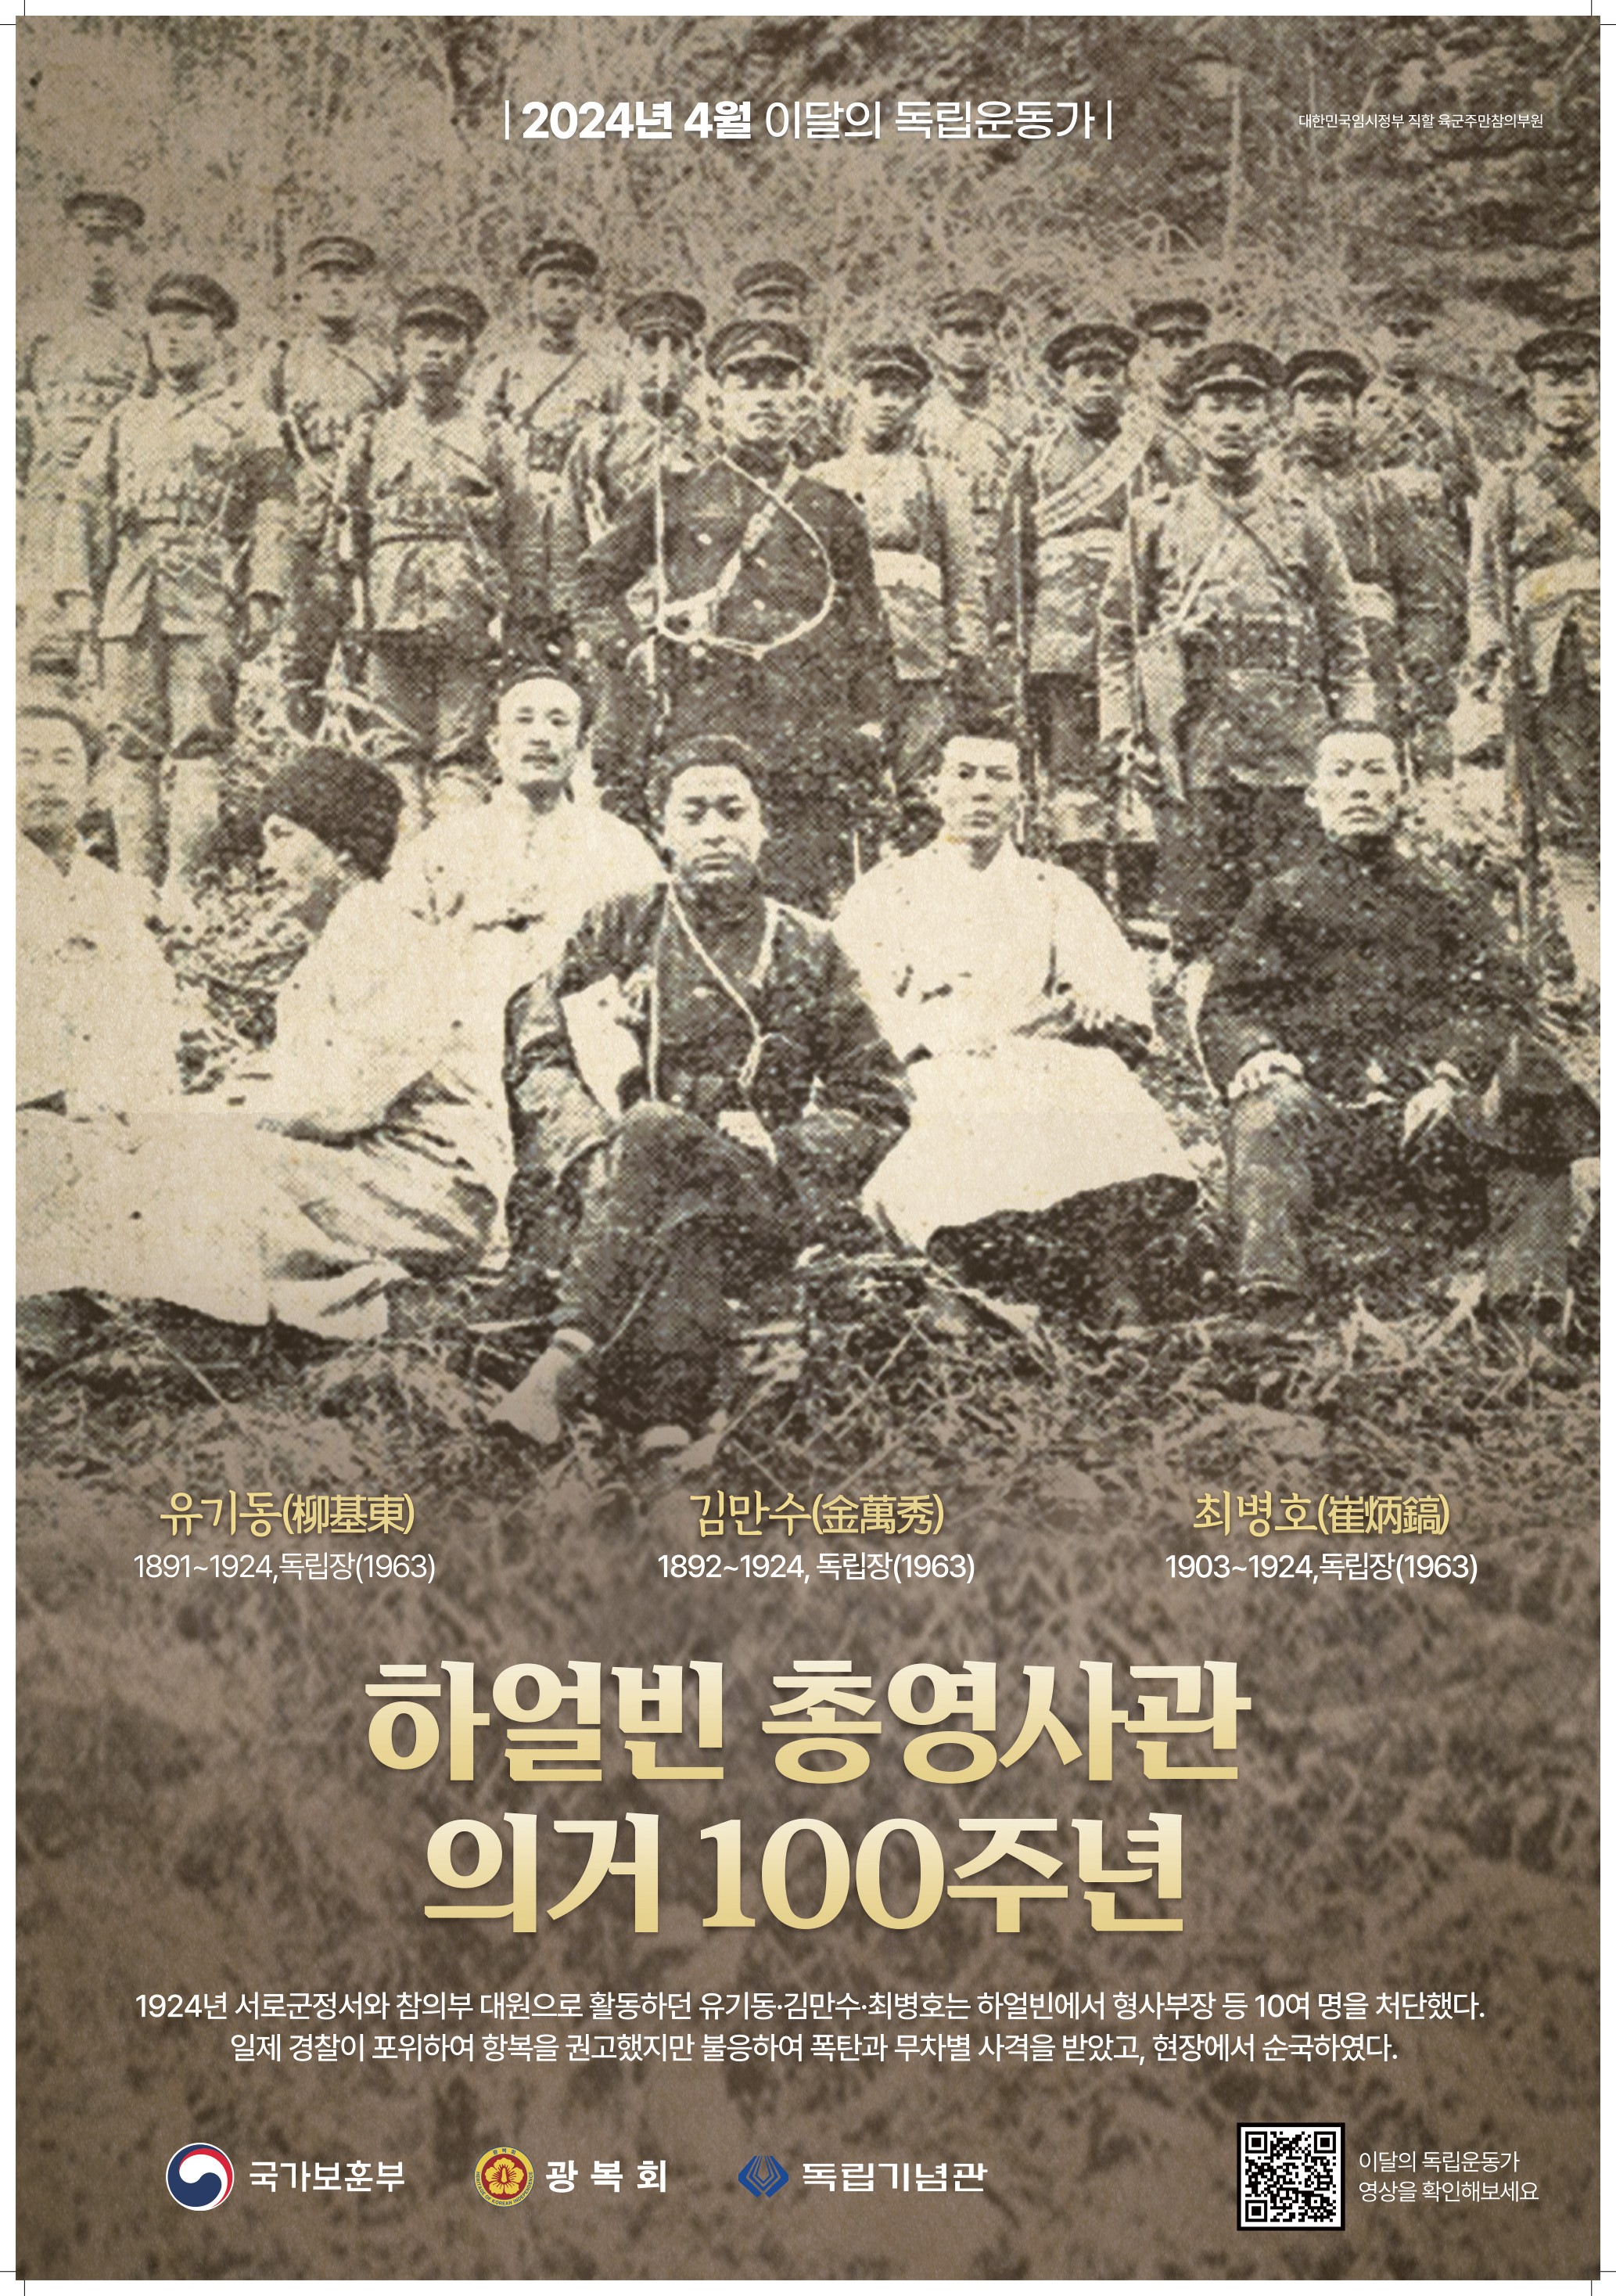 | 2024년 4월 이달의 독립운동가 |
대한민국임시정부 직할 육군주만참의부원
유기동(柳基東)
1891~1924,독립장(1963)
김만수(金萬秀)
1892~1924, 독립장(1963)
최병호(崔炳鎬)
1903~1924,독립장(1963)
하얼빈 총영사관
의거 100주년
1924년 서로군정서와 참의부 대원으로 활동하던 유기동·김만수·최병호는 하얼빈에서 형사부장 등 10여 명을 처단했다.
일제 경찰이 포위하여 항복을 권고했지만 불응하여 폭탄과 무차별 사격을 받았고, 현장에서 순국하였다.
국가보훈부
광복회
광 복 회
독립기념관
이달의 독립운동가
영상을 확인해보세요